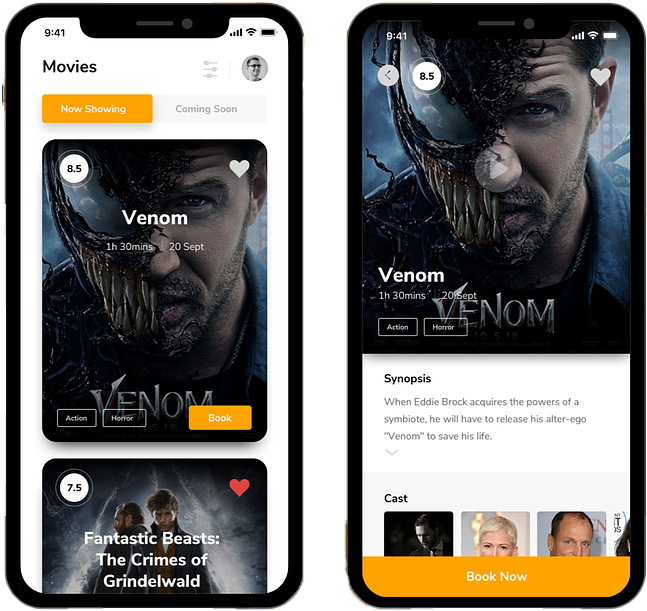 9:41
Movies
Now Showing
Coming Soon
8.5
Venom
1h 30mins
20 Sept
VENOM
Action
Horror
Book
7.5
Fantastic Beasts:
The Crimes of
Grindelwald
9:41
8.5
Venom
1h 30mins
20 Sept
VENOM
10.5.18
Action
Horror
Synopsis
When Eddie Brock acquires the powers of a
symbiote, he will have to release his alter-ego
"Venom" to save his life.
Cast
Book Now